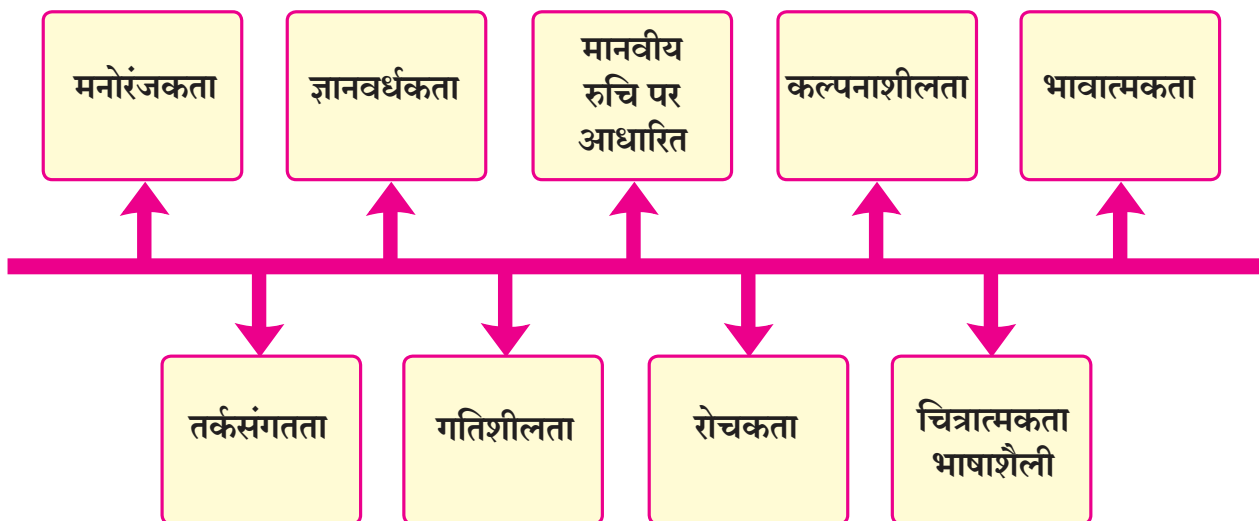 मनोरंजकता
ज्ञानवर्धकता
मानवीय
रुचि पर
आधारित
कल्पनाशीलता
भावात्मकता
तर्कसंगतता
गतिशीलता
रोचकता
चित्रात्मकता
भाषाशैली